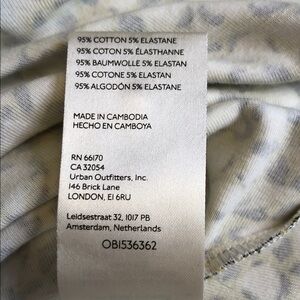 95% COTTON 5% ELASTANE
95% COTON 5% ÉLASTHANNE
95% BAUMWOLLE 5% ELASTAN
95% COTONE 5% ELASTAN
95% ALGODÓN 5% ELASTANE
MADE IN CAMBODIA
HECHO EN CAMBOYA
RN 66170
CA 32054
Urban Outfitters, Inc.
146 Brick Lane
LONDON, E1 6RU
Leidsestraat 32, 1017 PB
Amsterdam, Netherlands
OB1536362